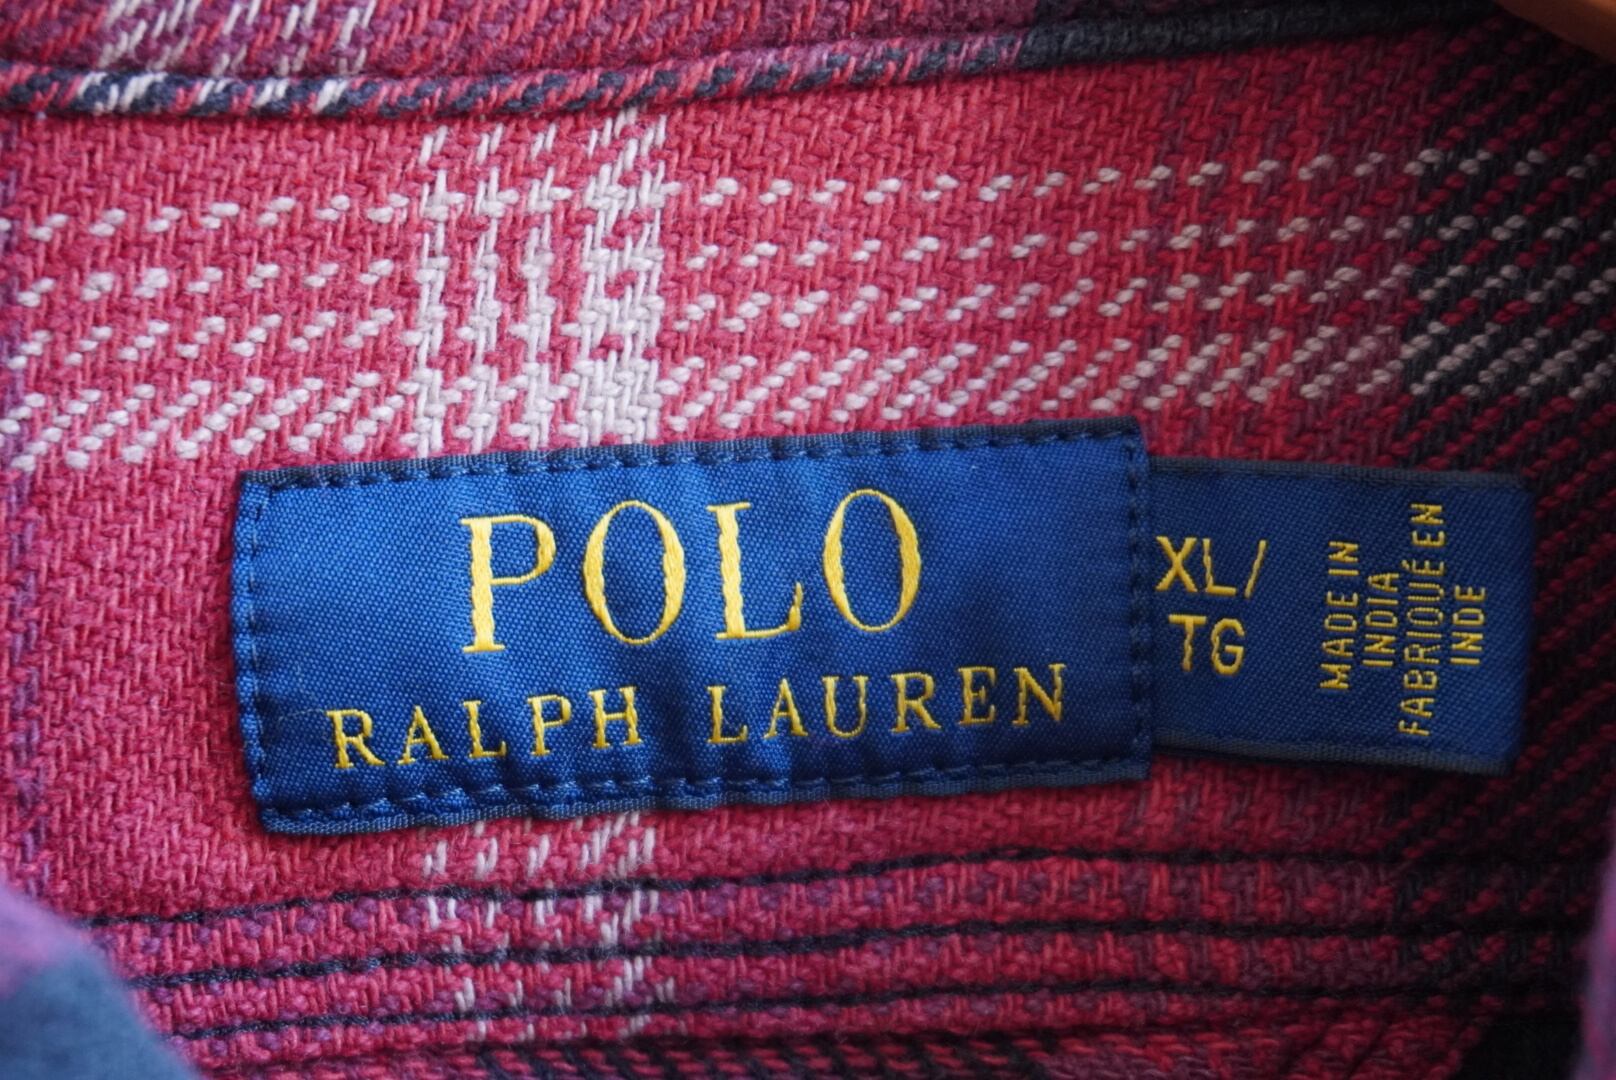 POLO
RALPH LAUREN
XL/
TG
MADE IN
INDIA
FABRIQUÉ EN
INDE